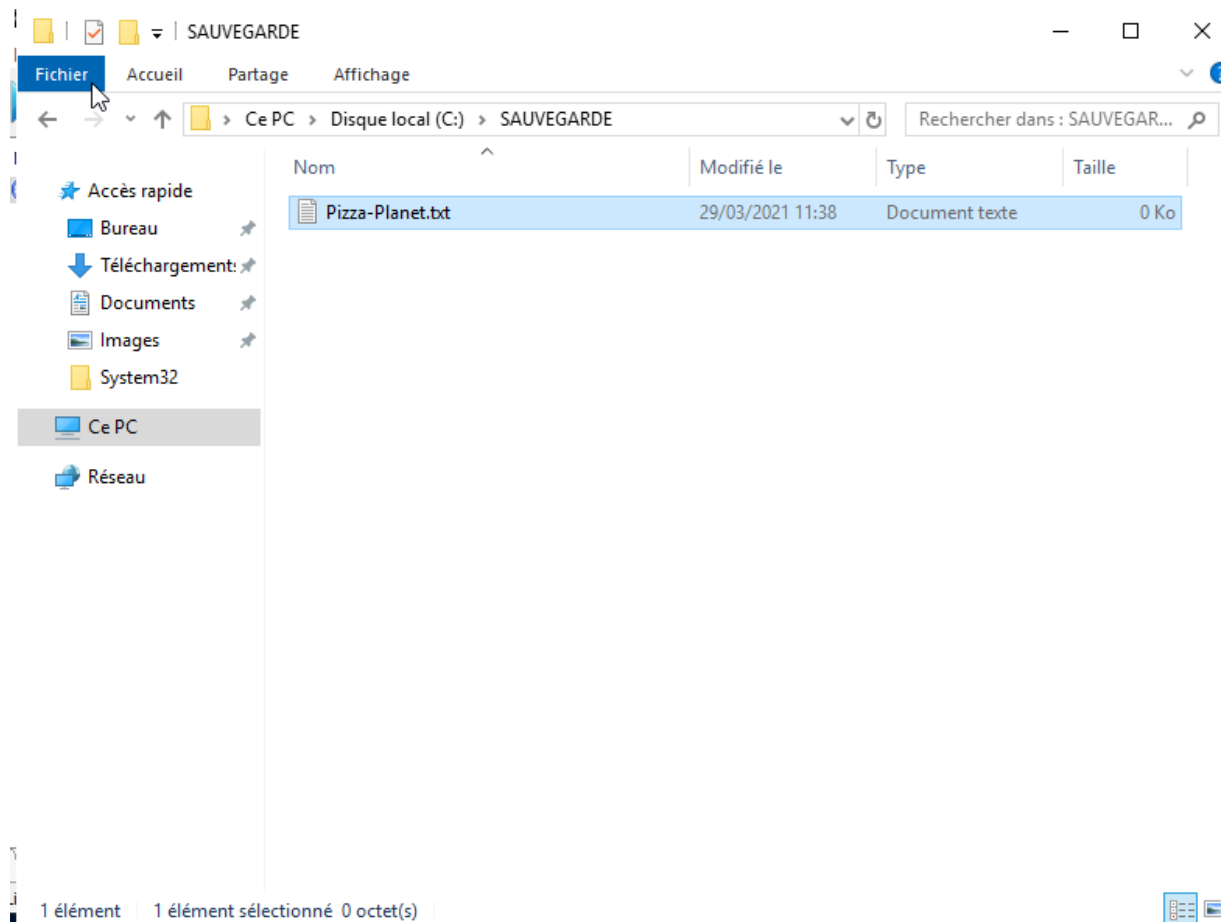 SAUVEGARDE
Fichier Accueil Partage Affichage
Ce PC > Disque local (C:) > SAUVEGARDE Rechercher dans : SAUVEGAR...
Nom Modifié le Type Taille
Accès rapide
Pizza-Planet.txt 29/03/2021 11:38 Document texte 0 Ko
Bureau
Téléchargements
Documents
Images
System32
Ce PC
Réseau
1 élément 1 élément sélectionné 0 octet(s)